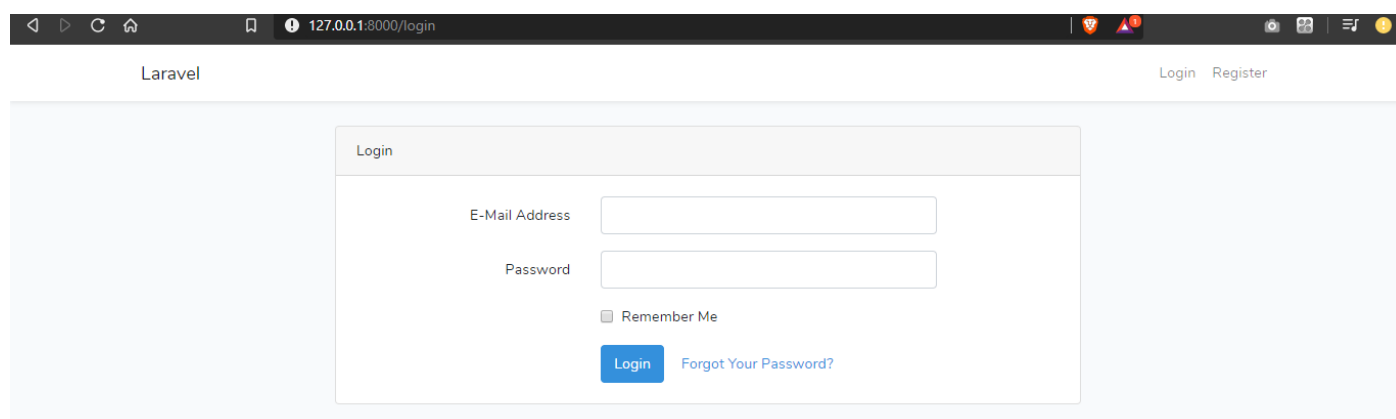 127.0.0.1:8000/login
1
Laravel
Login Register
Login
E-Mail Address
Password
Remember Me
Login Forgot Your Password?